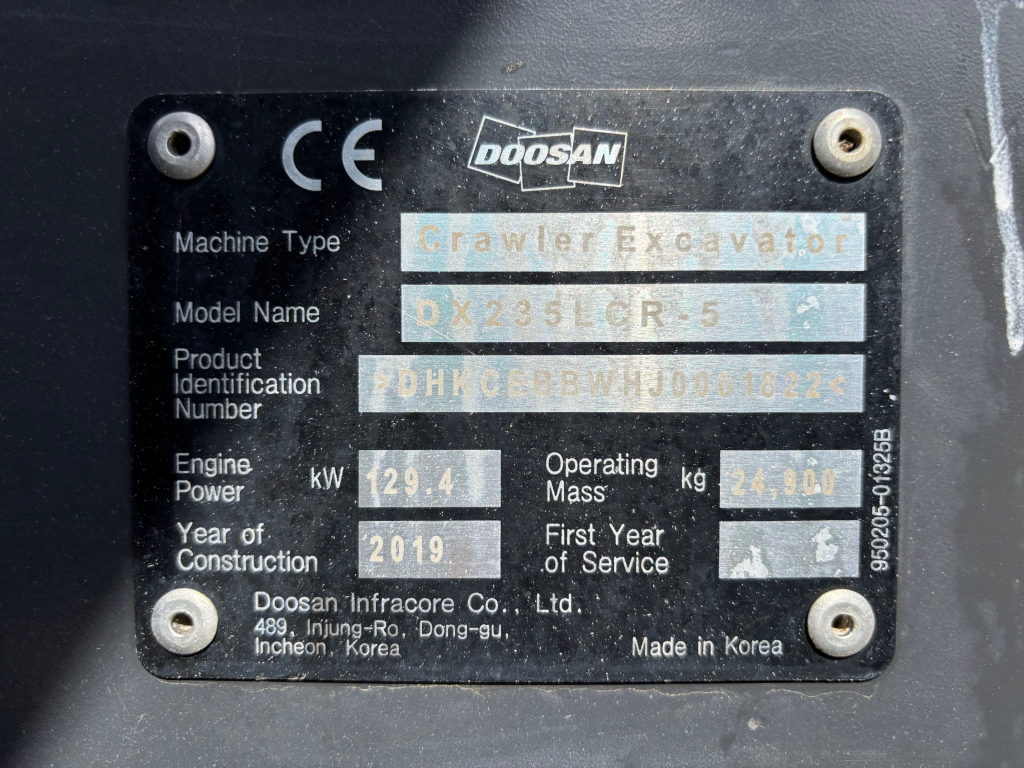 CE DOOSAN
Machine Type Crawler Excavator
Model Name DX235LCR-5
Product
Identification
Number >DHKCEBBWHJ0001822<
Engine
Power kW 129.4
Operating
Mass kg 24,900
Year of
Construction 2019
First Year
of Service
950205-01325B
Doosan Infracore Co., Ltd.
489, Injung-Ro, Dong-gu,
Incheon, Korea
Made in Korea